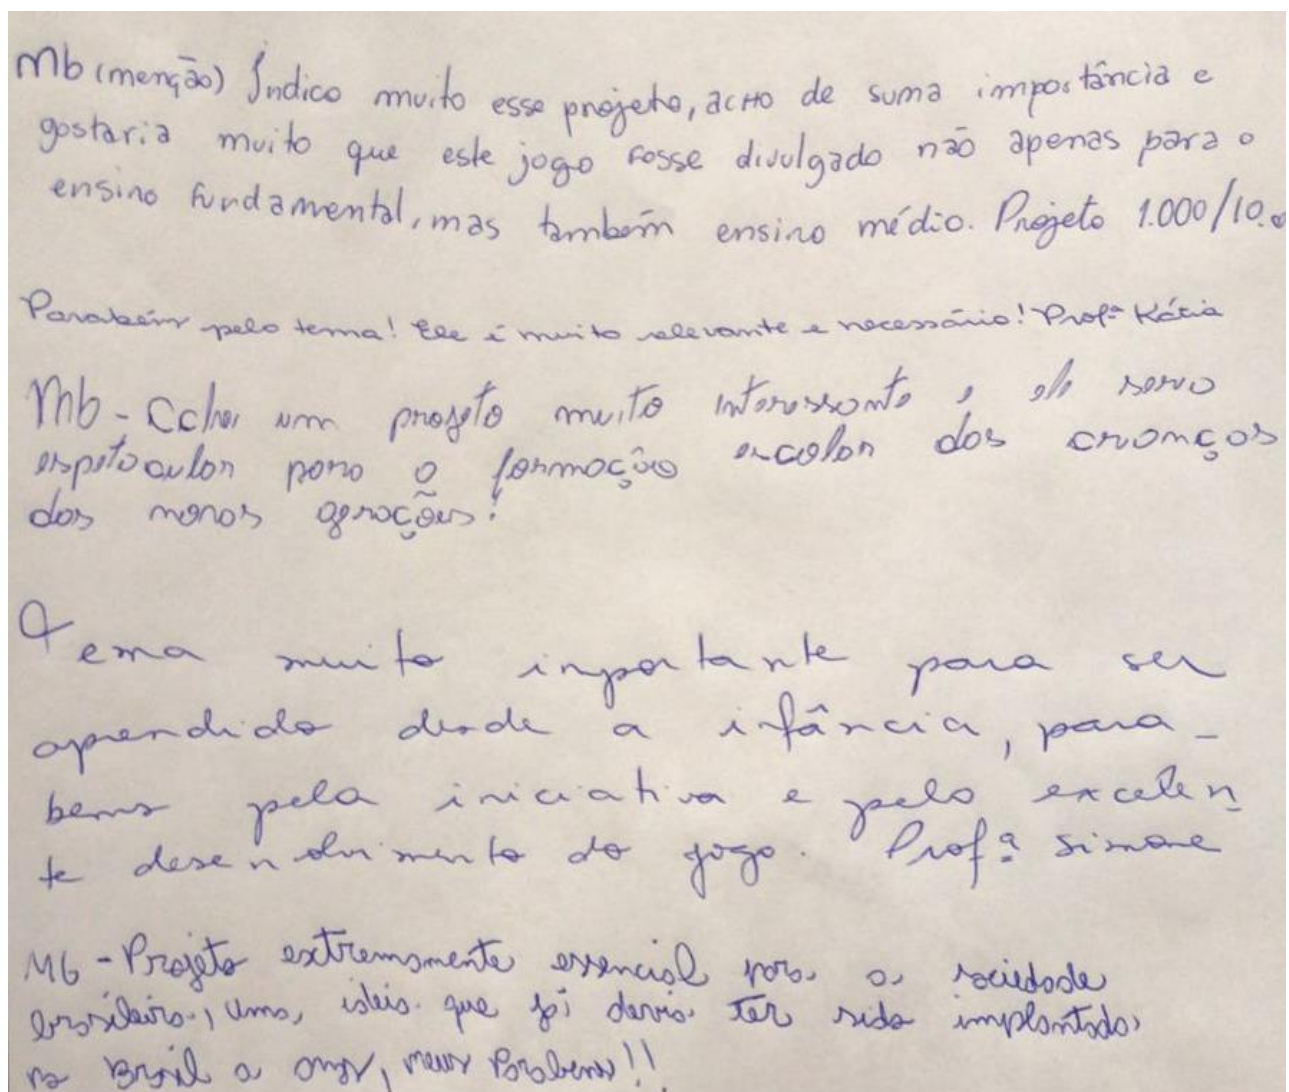 Mb (menção) Indico muito esse projeto, acHo de suma importância e
gostaria muito que este jogo fosse divulgado não apenas para o
ensino fundamental, mas também ensino médio. Projeto 1.000/10.
Parabéns pelo tema! Ele é muito relevante e necessário! Profª Kátia
Mb - Achei um projeto muito interessante, ele seria
espetacular para a formação escolar das crianças
das novas gerações!
Tema muito importante para ser
aprendido desde a infância, para-
bens pela iniciativa e pelo excelen
te desenvolvimento do jogo. Profª Simone
Mb - Projeto extremamente essencial para a sociedade
brasileira, uma ideia que já devia ter sido implantada
no Brasil a anos, meus Parabens!!